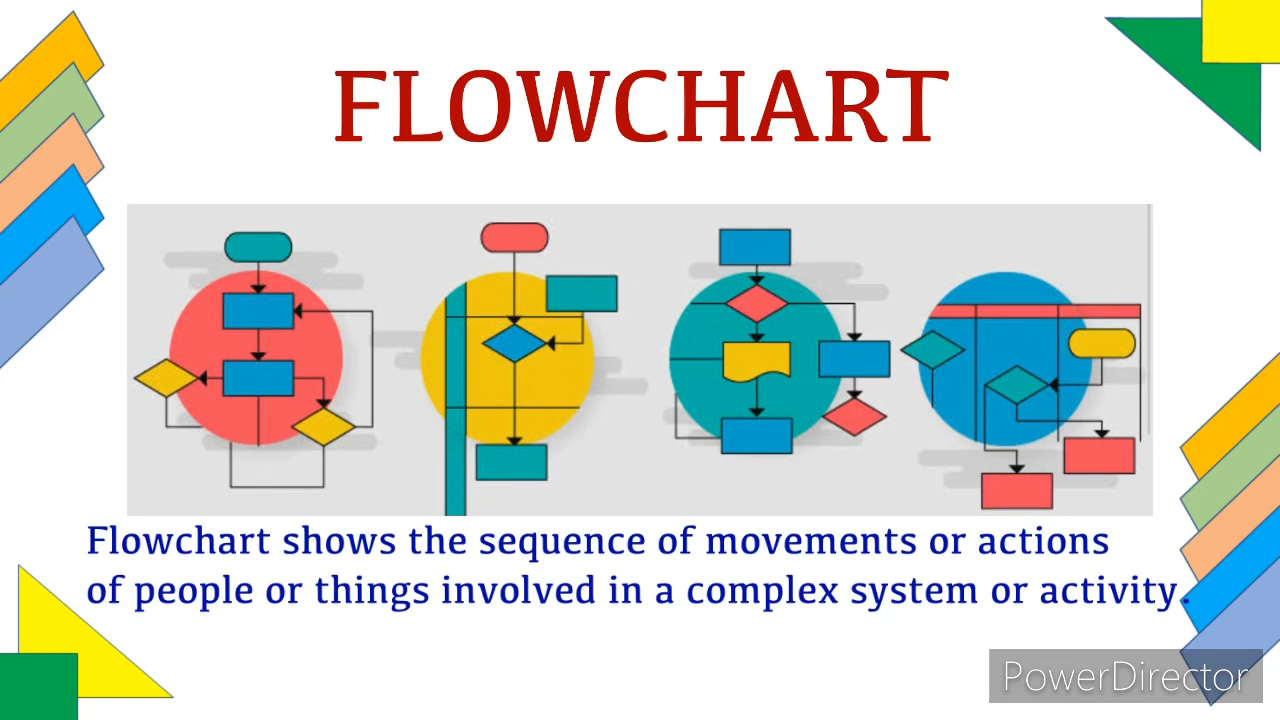 FLOWCHART
Flowchart shows the sequence of movements or actions
of people or things involved in a complex system or activity.
PowerDirector